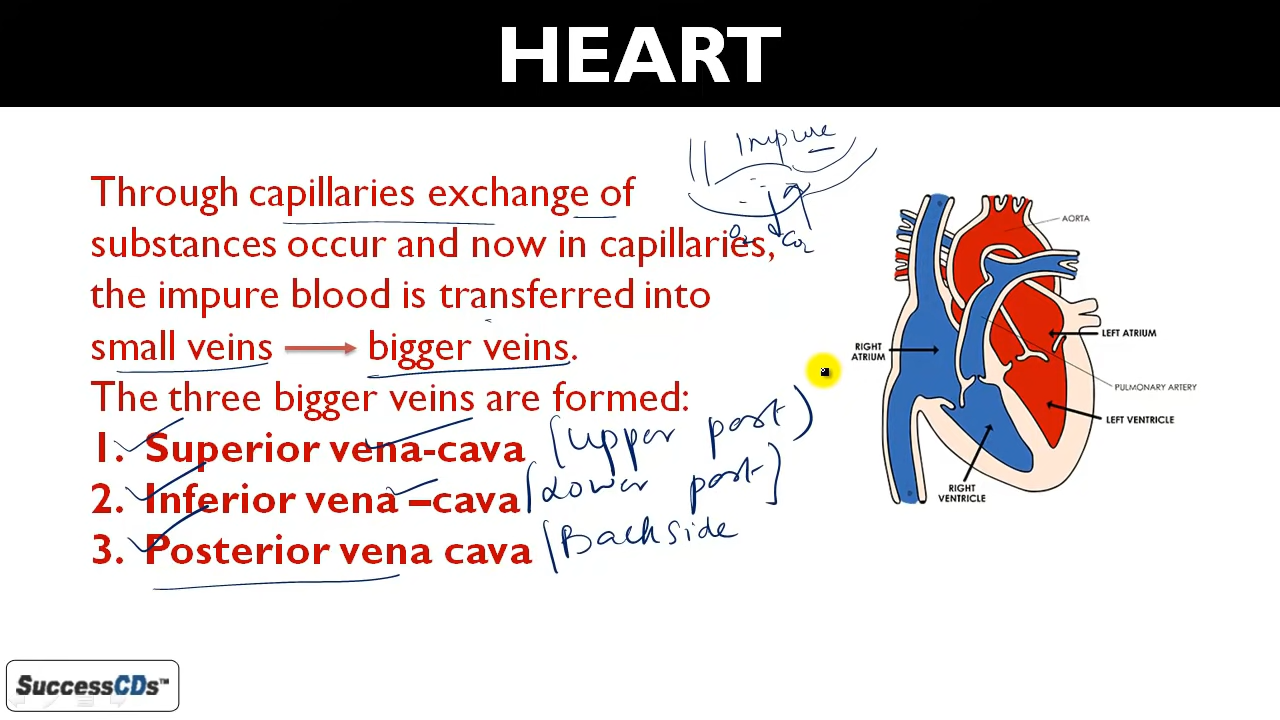 HEART
Impure
Through capillaries exchange of
substances occur and now in capillaries,
O2 CO2
the impure blood is transferred into
small veins → bigger veins.
The three bigger veins are formed:
1. Superior vena-cava (upper part)
2. Inferior vena –cava (Lower part)
3. Posterior vena cava (Backside
AORTA
LEFT ATRIUM
RIGHT
ATRIUM
PULMONARY ARTERY
LEFT VENTRICLE
RIGHT
VENTRICLE
SuccessCDs™